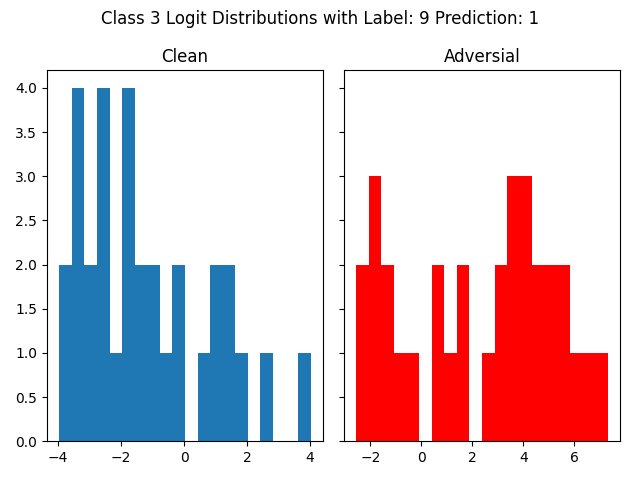 Class 3 Logit Distributions with Label: 9 Prediction: 1
Clean
Adversial
4.0
3.5
3.0
2.5
2.0
1.5
1.0
0.5
0.0
−4 −2 0 2 4
−2 0 2 4 6